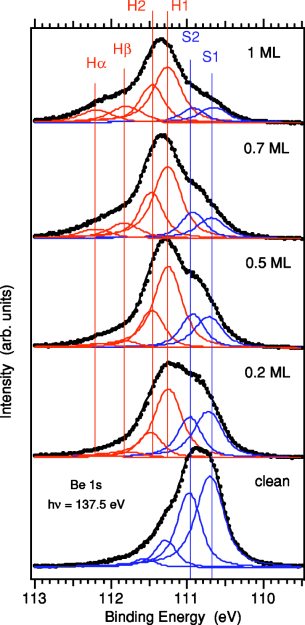 H2 H1
Hα Hβ
S2 S1
1 ML
0.7 ML
0.5 ML
0.2 ML
clean
Be 1s
hν = 137.5 eV
Intensity (arb. units)
113 112 111 110
Binding Energy (eV)